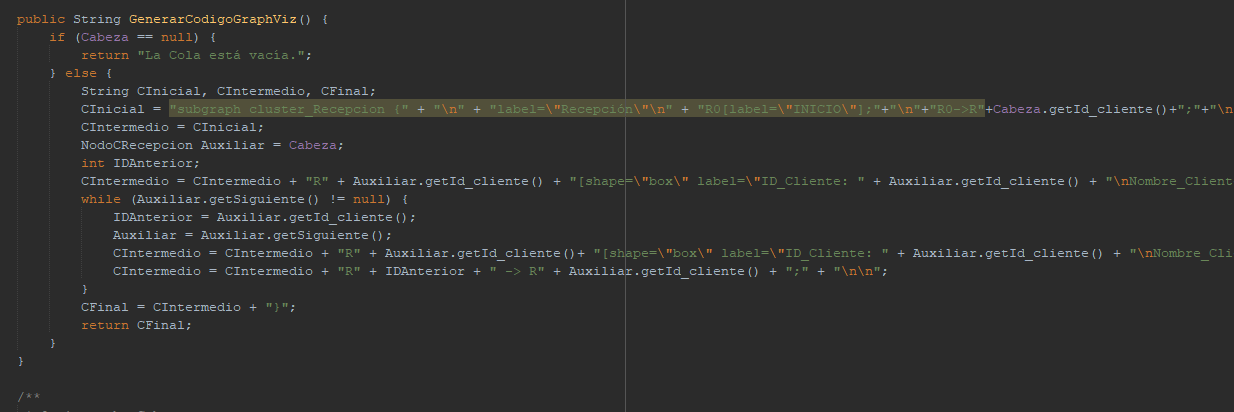 public String GenerarCodigoGraphViz() {
if (Cabeza == null) {
return "La Cola está vacía.";
} else {
String CInicial, CIntermedio, CFinal;
CInicial = "subgraph cluster_Recepcion {" + "\n" + "label=\"Recepción\"\n" + "R0[label=\"INICIO\"];"+"\n"+"R0->R"+Cabeza.getId_cliente()+";"+"\n
CIntermedio = CInicial;
NodoCRecepcion Auxiliar = Cabeza;
int IDAnterior;
CIntermedio = CIntermedio + "R" + Auxiliar.getId_cliente() + "[shape=\"box\" label=\"ID_Cliente: " + Auxiliar.getId_cliente() + "\nNombre_Client
while (Auxiliar.getSiguiente() != null) {
IDAnterior = Auxiliar.getId_cliente();
Auxiliar = Auxiliar.getSiguiente();
CIntermedio = CIntermedio + "R" + Auxiliar.getId_cliente()+ "[shape=\"box\" label=\"ID_Cliente: " + Auxiliar.getId_cliente() + "\nNombre_Cli
CIntermedio = CIntermedio + "R" + IDAnterior + " -> R" + Auxiliar.getId_cliente() + ";" + "\n\n";
}
CFinal = CIntermedio + "}";
return CFinal;
}
}
/**